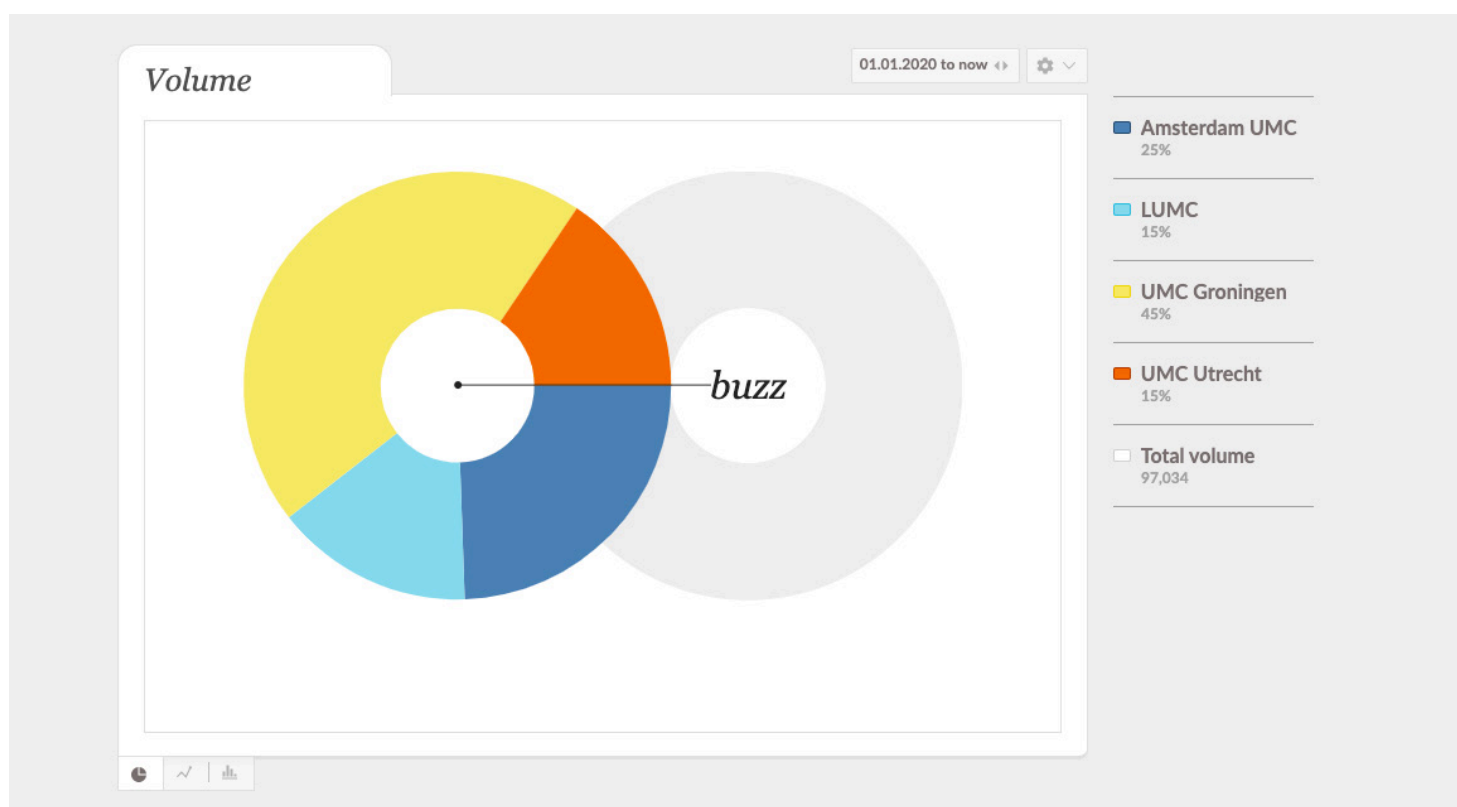 Volume
01.01.2020 to now
buzz
Amsterdam UMC
25%
LUMC
15%
UMC Groningen
45%
UMC Utrecht
15%
Total volume
97,034